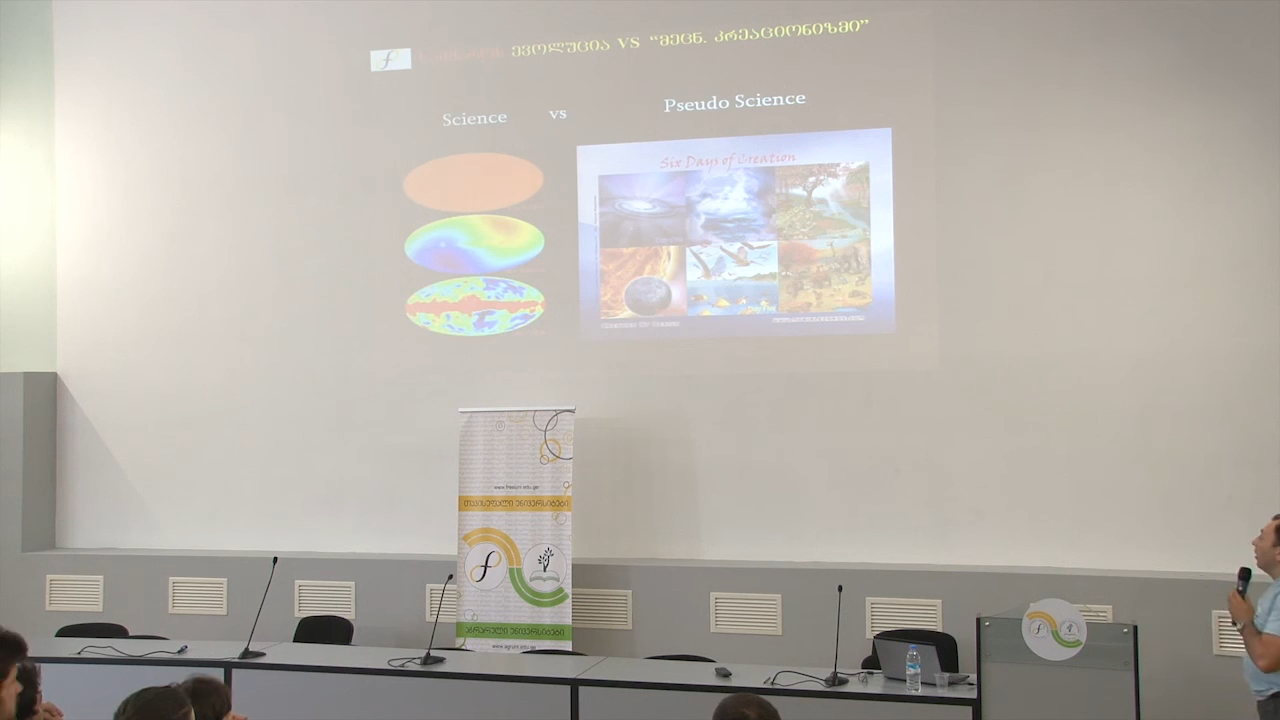 ევოლუცია VS “მეცნ. კრეაციონიზმი”
Science vs Pseudo Science
Six Days of Creation
www.freeuni.edu.ge
თავისუფალი უნივერსიტეტი
აგრარული უნივერსიტეტი
www.agruni.edu.ge